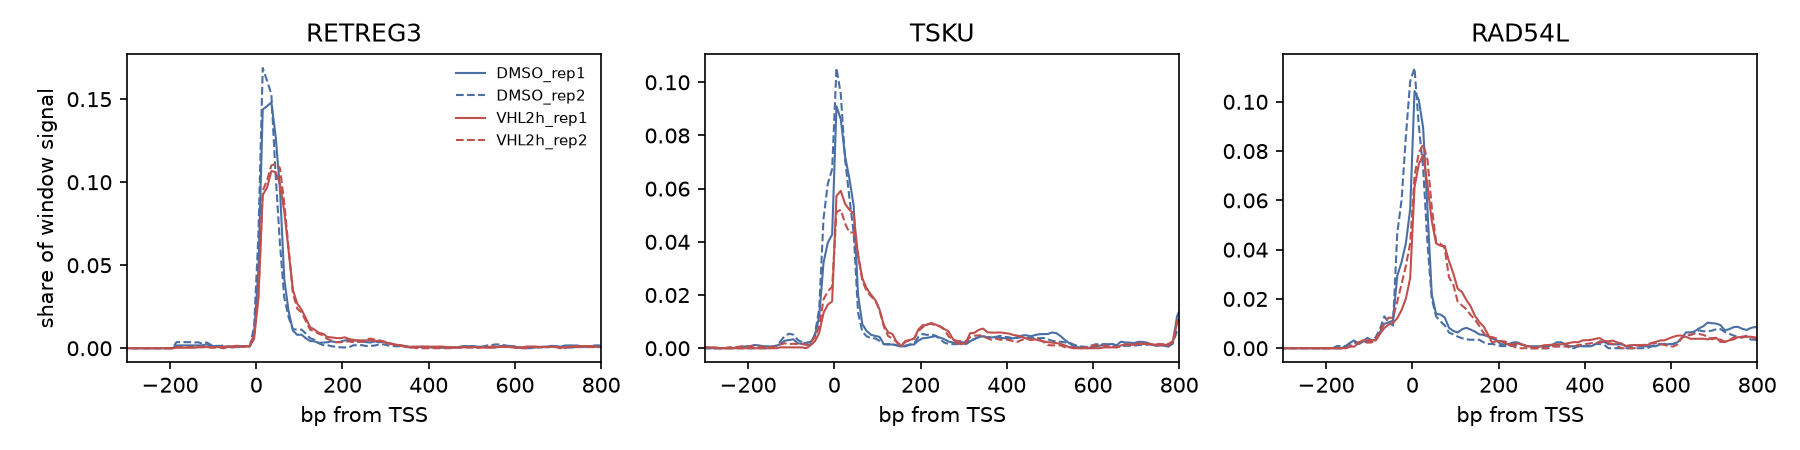 RETREG3
TSKU
RAD54L
share of window signal
0.15
0.10
0.05
0.00
DMSO_rep1
DMSO_rep2
VHL2h_rep1
VHL2h_rep2
−200 0 200 400 600 800
bp from TSS
0.10
0.08
0.06
0.04
0.02
0.00
−200 0 200 400 600 800
bp from TSS
0.10
0.08
0.06
0.04
0.02
0.00
−200 0 200 400 600 800
bp from TSS